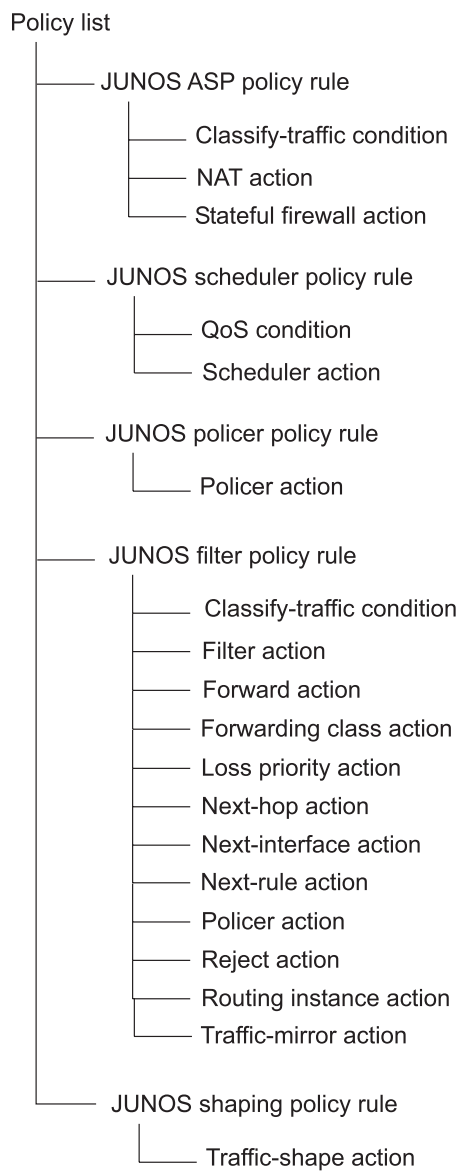 Policy list
JUNOS ASP policy rule
Classify-traffic condition
NAT action
Stateful firewall action
JUNOS scheduler policy rule
QoS condition
Scheduler action
JUNOS policer policy rule
Policer action
JUNOS filter policy rule
Classify-traffic condition
Filter action
Forward action
Forwarding class action
Loss priority action
Next-hop action
Next-interface action
Next-rule action
Policer action
Reject action
Routing instance action
Traffic-mirror action
JUNOS shaping policy rule
Traffic-shape action